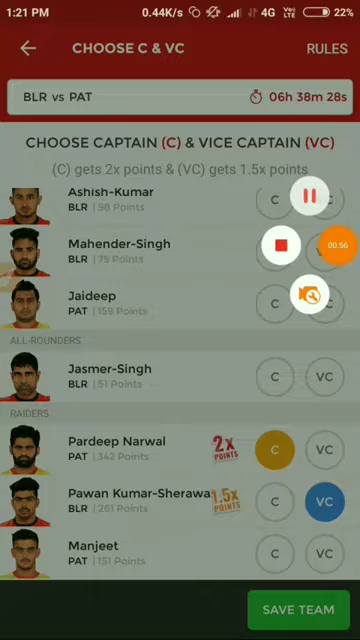 1:21 PM 0.44K/s 4G Vo) LTE 22%
CHOOSE C & VC RULES
BLR vs PAT 06h 38m 28s
CHOOSE CAPTAIN (C) & VICE CAPTAIN (VC)
(C) gets 2x points & (VC) gets 1.5x points
Ashish-Kumar
BLR | 98 Points C
Mahender-Singh
BLR | 75 Points 00:56
Jaideep
PAT | 159 Points C
ALL-ROUNDERS
Jasmer-Singh
BLR | 51 Points C VC
RAIDERS
Pardeep Narwal
PAT | 342 Points 2x POINTS C VC
Pawan Kumar-Sherawa
BLR | 261 Points 1.5x POINTS C VC
Manjeet
PAT | 151 Points C VC
SAVE TEAM